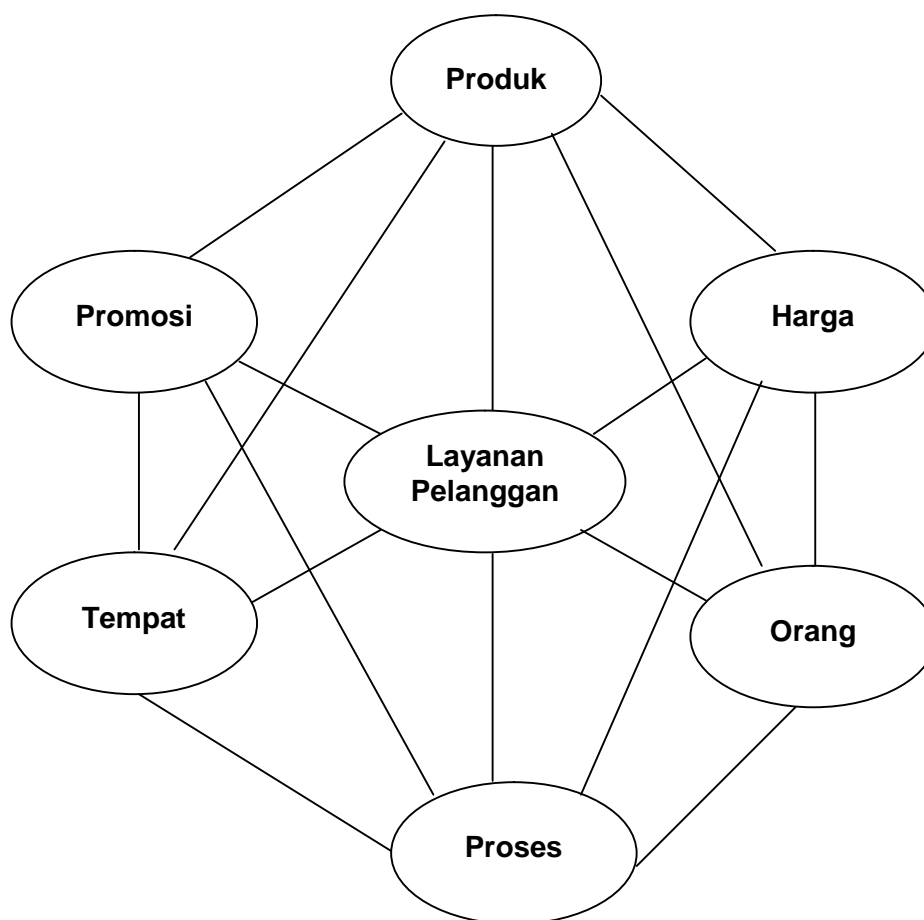 Produk
Promosi
Harga
Layanan
Pelanggan
Tempat
Orang
Proses